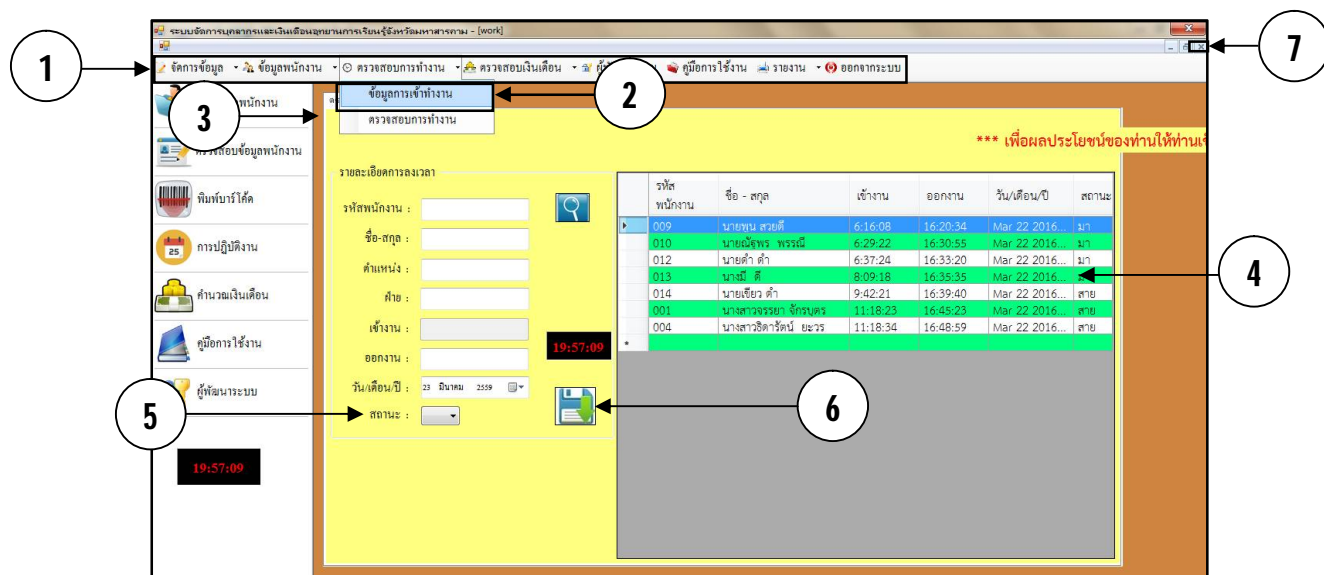 ระบบจัดการบุคลากรและเงินเดือนอุทยานการเรียนรู้จังหวัดมหาสารคาม - [work]
7
1
จัดการข้อมูล ข้อมูลพนักงาน ตรวจสอบการทำงาน ตรวจสอบเงินเดือน คู่มือการใช้งาน รายงาน ออกจากระบบ
ข้อมูลการเข้าทำงาน
2
3
พนักงาน
ตรวจสอบการทำงาน
*** เพื่อผลประโยชน์ของท่านให้ท่าน
ตรวจสอบข้อมูลพนักงาน
รายละเอียดการลงเวลา
พิมพ์บาร์โค้ด
รหัสพนักงาน :
รหัสพนักงาน ชื่อ - สกุล เข้างาน ออกงาน วัน/เดือน/ปี สถานะ
009 นายพูน สวยดี 6:16:08 16:20:34 Mar 22 2016... มา
ชื่อ-สกุล :
010 นายณัฐพร พรรณี 6:29:22 16:30:55 Mar 22 2016... มา
25 การปฏิบัติงาน
012 นายดำ ดำ 6:37:24 16:33:20 Mar 22 2016... มา
ตำแหน่ง :
013 นางมี ดี 8:09:18 16:35:35 Mar 22 2016...
4
014 นายเขียว ดำ 9:42:21 16:39:40 Mar 22 2016... สาย
คำนวณเงินเดือน
ฝ่าย :
001 นางสาวจรรยา จักรบุตร 11:18:23 16:45:23 Mar 22 2016... สาย
004 นางสาวธิดารัตน์ ยะวร 11:18:34 16:48:59 Mar 22 2016... สาย
เข้างาน :
คู่มือการใช้งาน
19:57:09
ออกงาน :
วัน/เดือน/ปี : 23 มีนาคม 2559
ผู้พัฒนาระบบ
5
สถานะ :
6
19:57:09